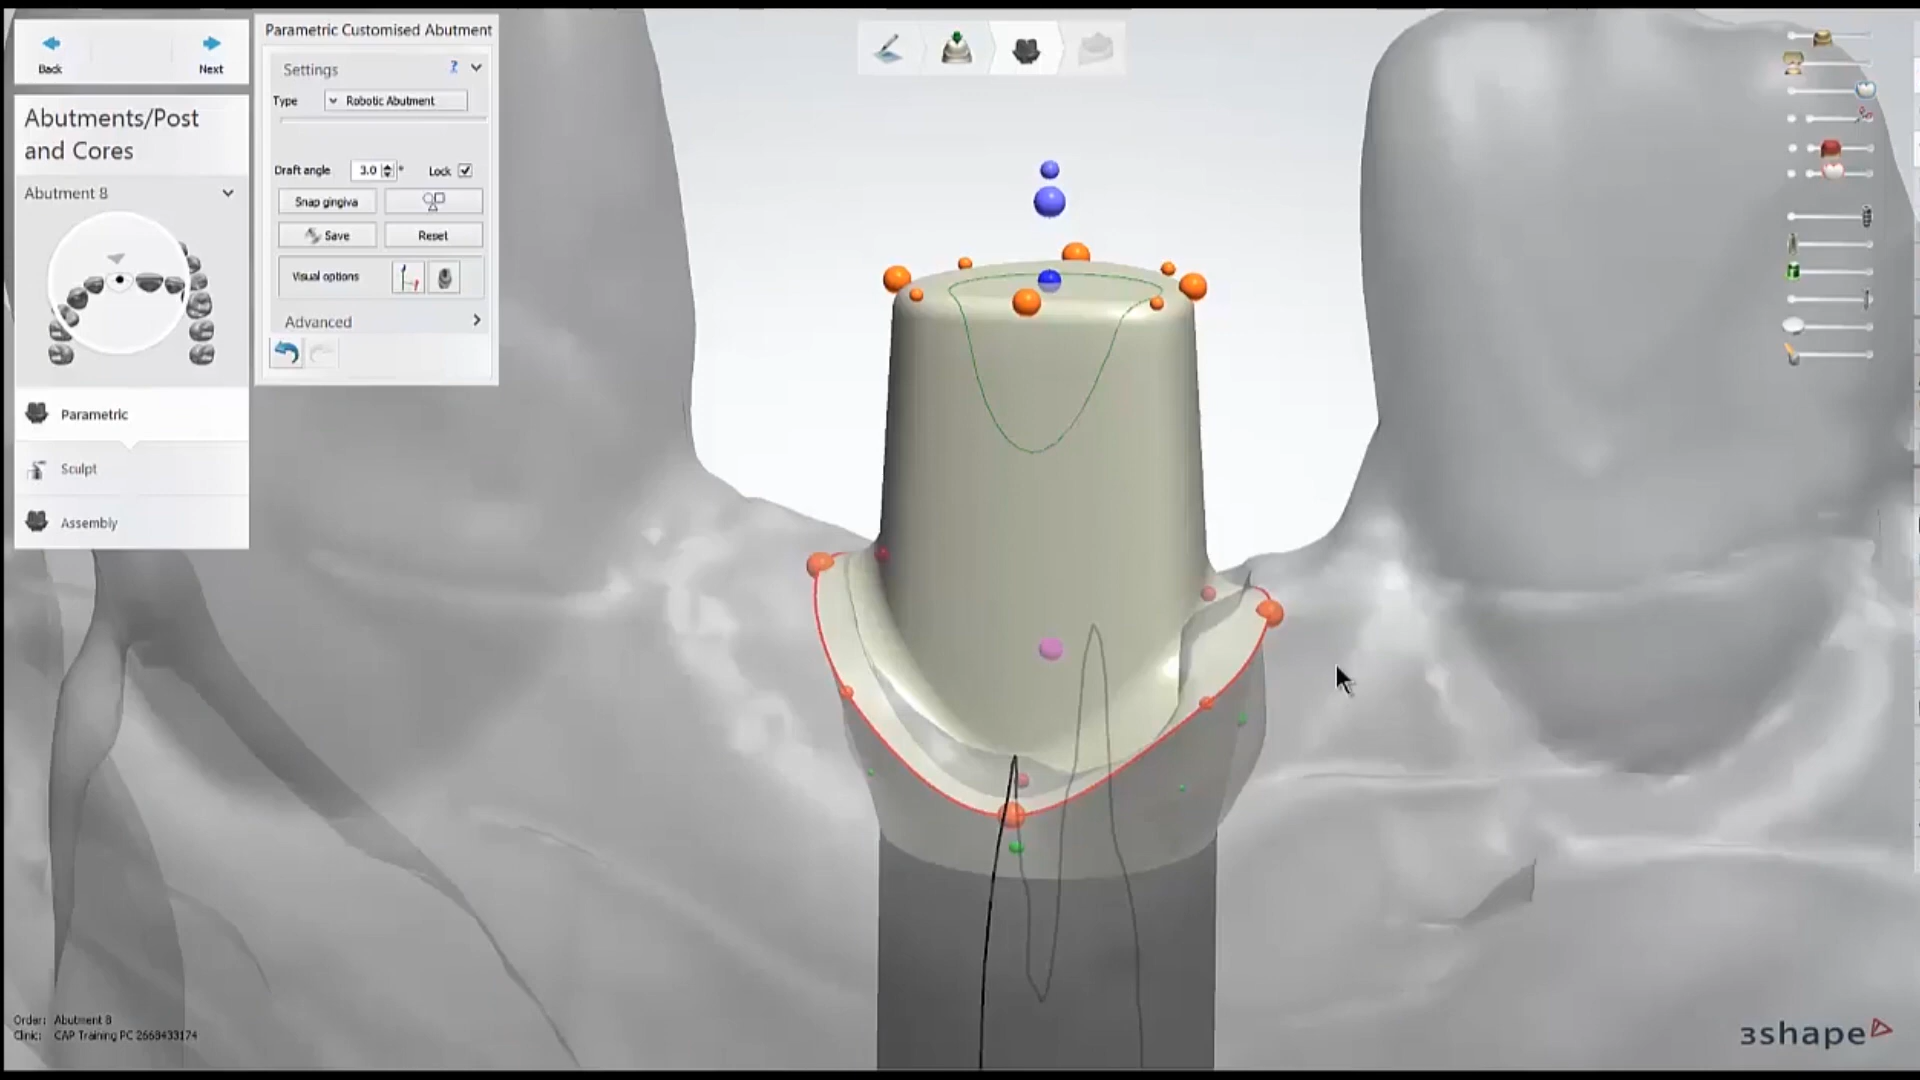 Back
Next
Abutments/Post
and Cores
Abutment 8
Parametric
Sculpt
Assembly
Parametric Customised Abutment
Settings
?
Type
Robotic Abutment
Draft angle
3.0
°
Lock
Snap gingiva
Save
Reset
Visual options
Advanced
Order: Abutment 8
Clinic: CAP Training PC 2668433174
3shape